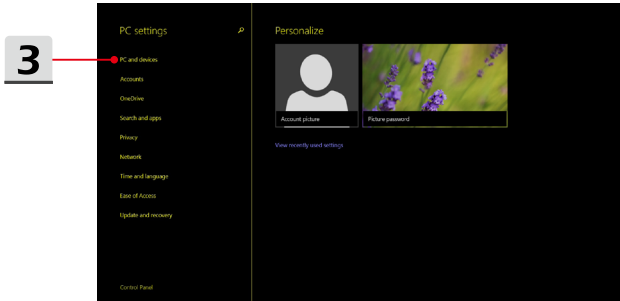 3
PC settings
PC and devices
Accounts
OneDrive
Search and apps
Privacy
Network
Time and language
Ease of Access
Update and recovery
Control Panel
Personalize
Account picture
Picture password
View recently used settings